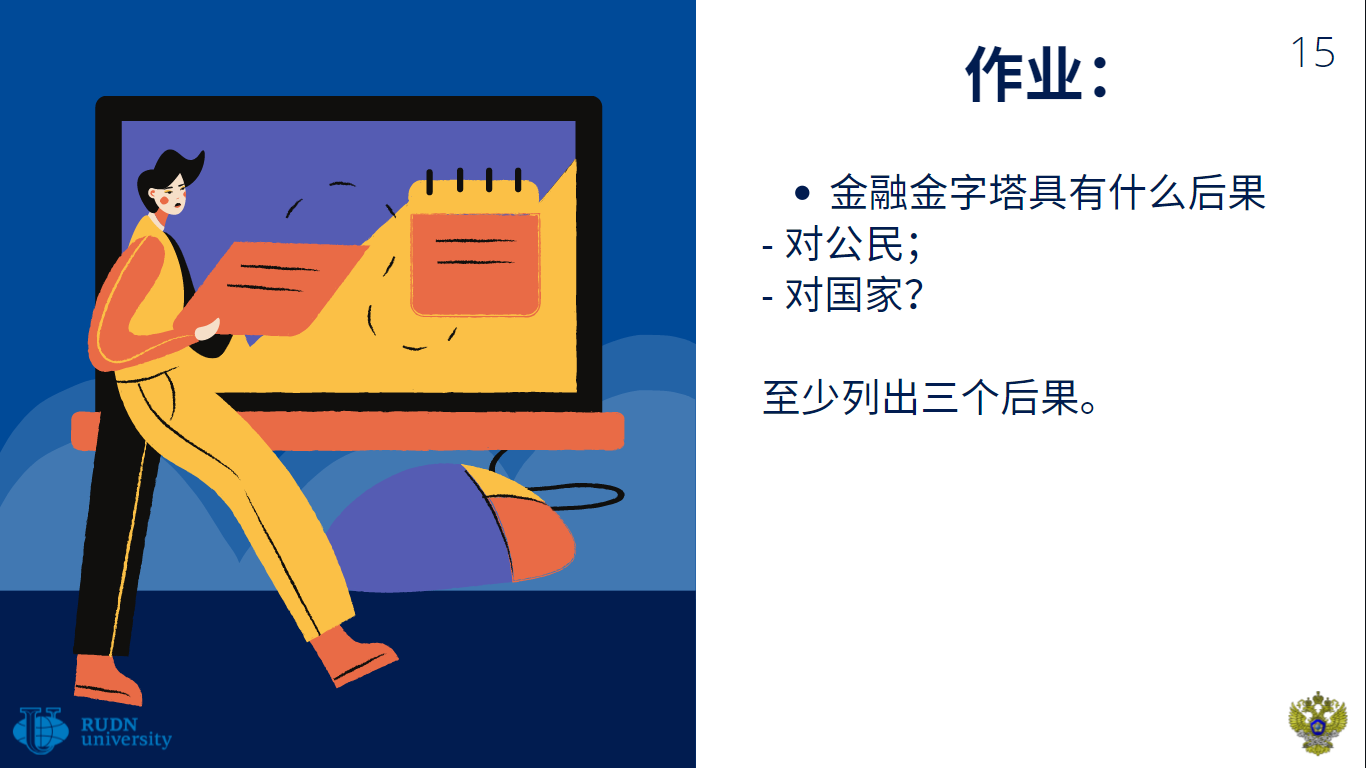 15
作业：
• 金融金字塔具有什么后果
- 对公民；
- 对国家？
至少列出三个后果。
RUDN
university